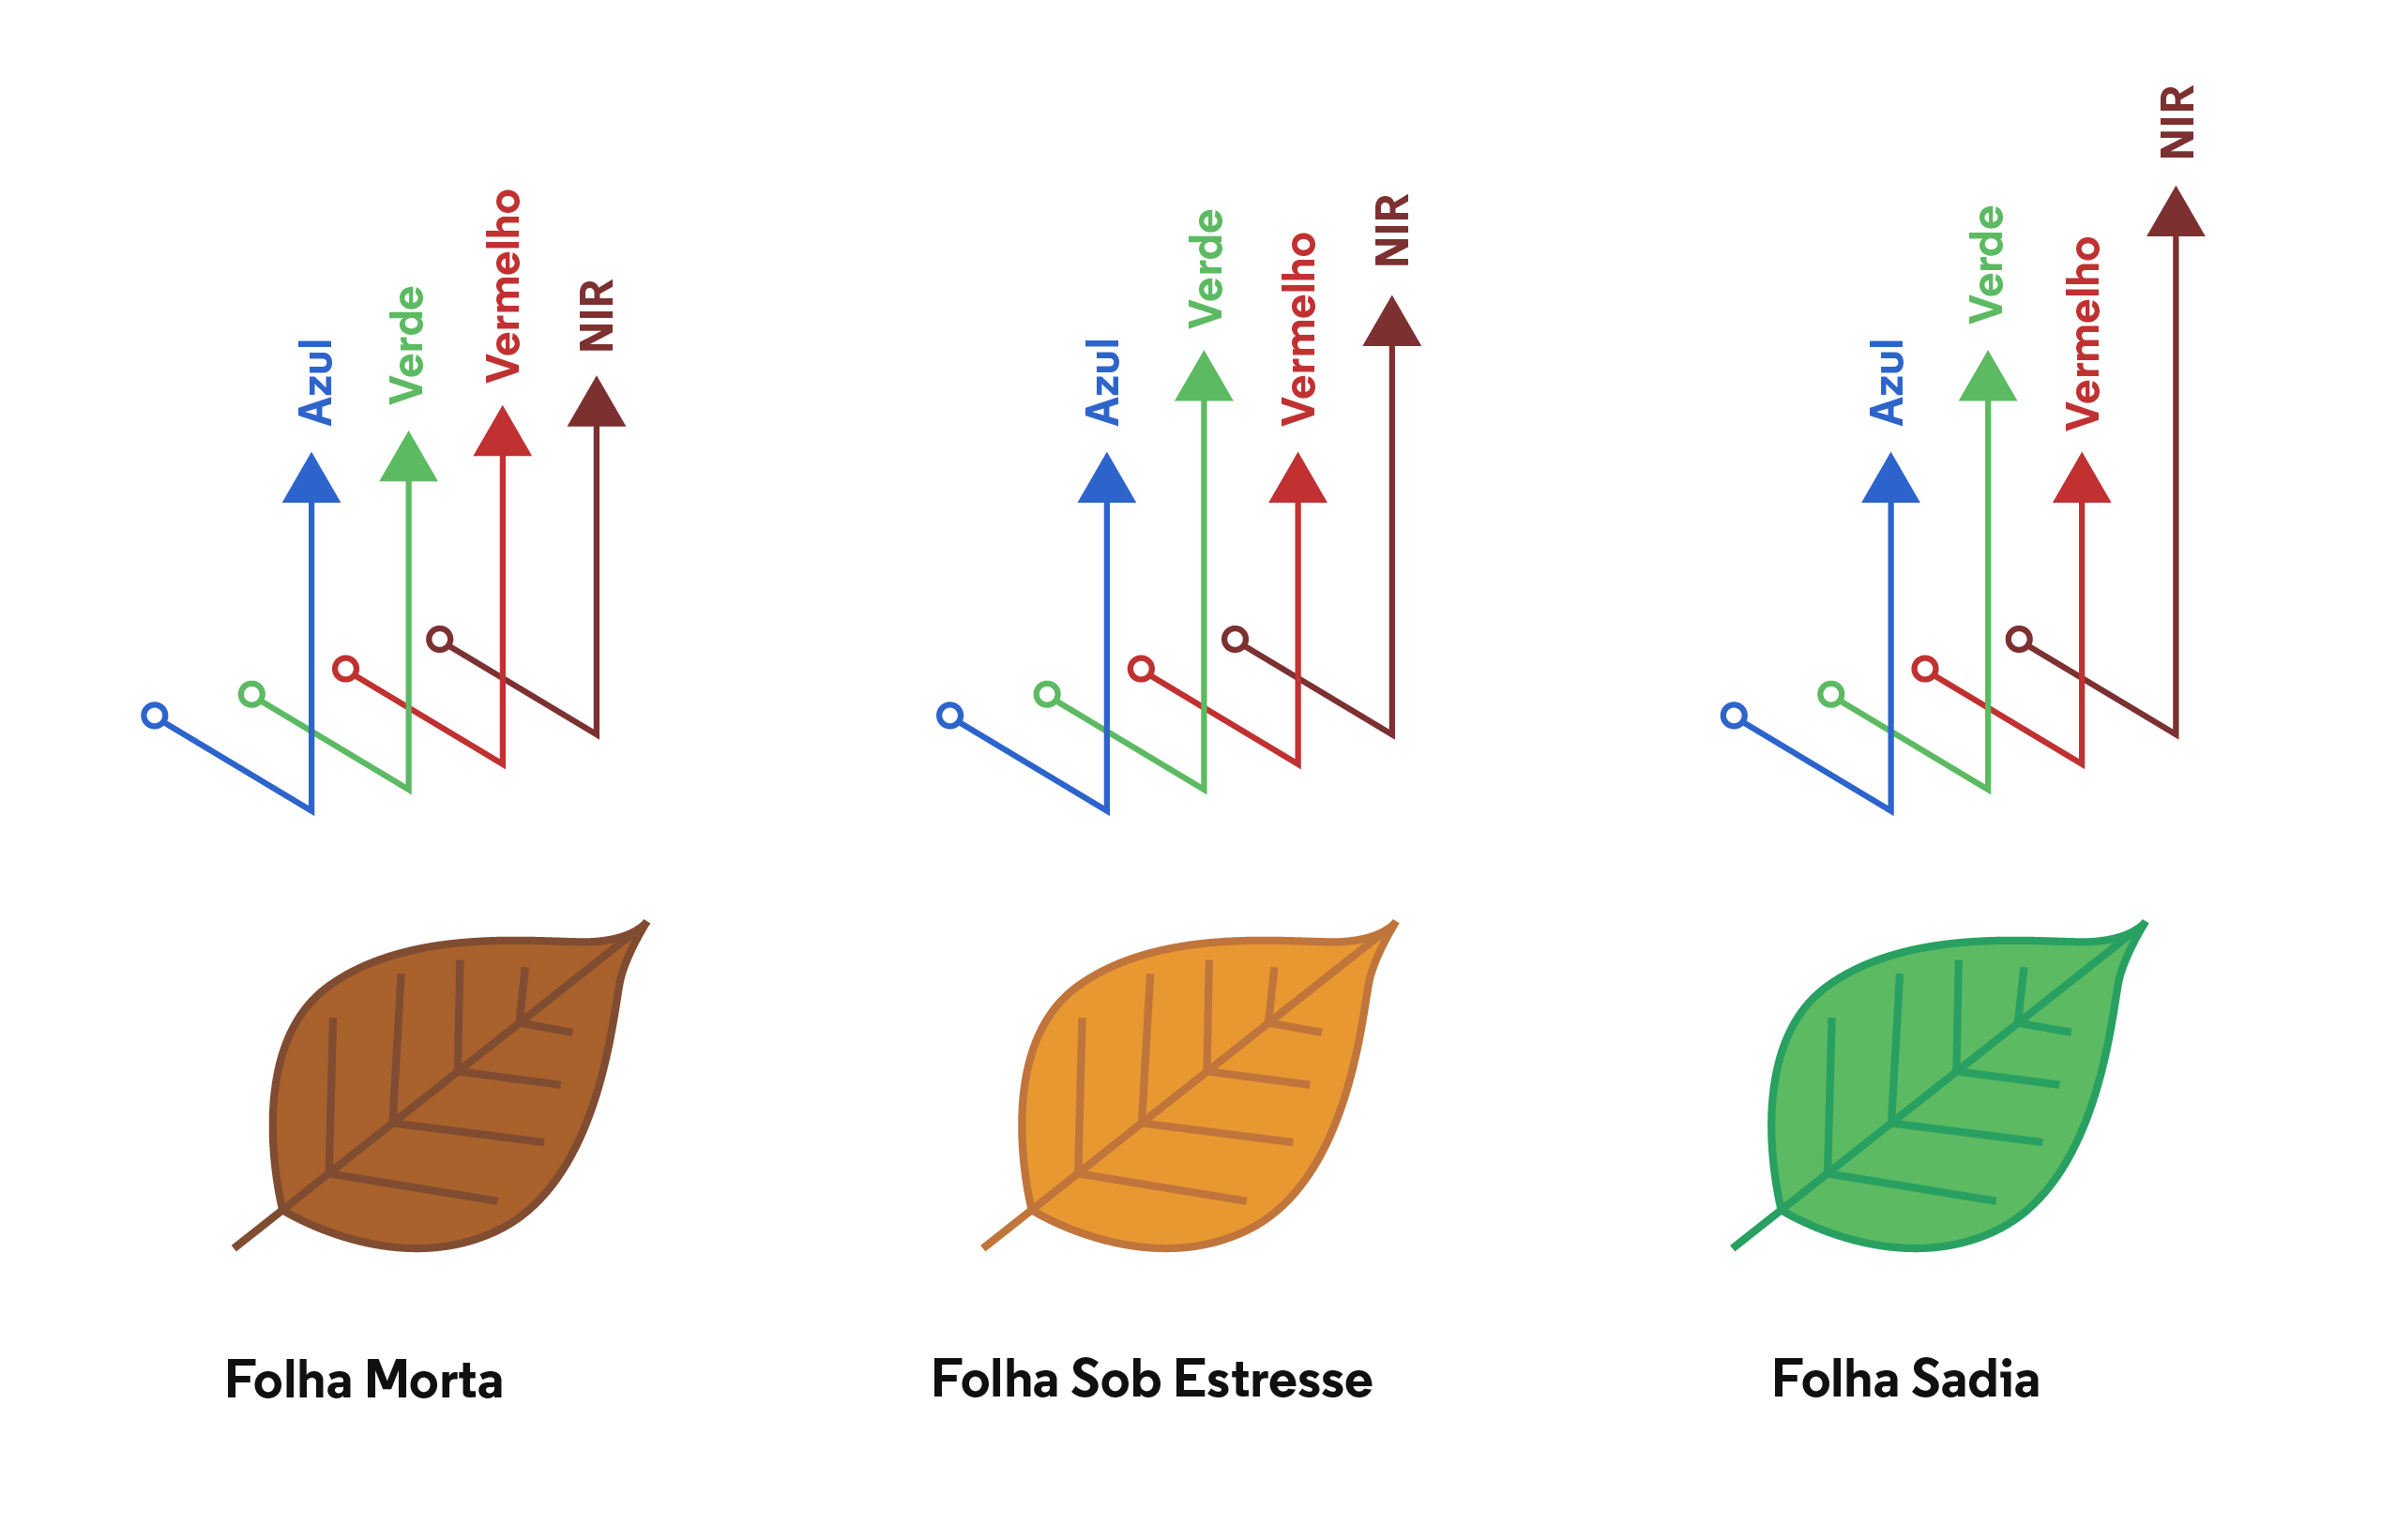 Azul
Verde
Vermelho
NIR
Azul
Verde
Vermelho
NIR
Azul
Verde
Vermelho
NIR
Folha Morta
Folha Sob Estresse
Folha Sadia